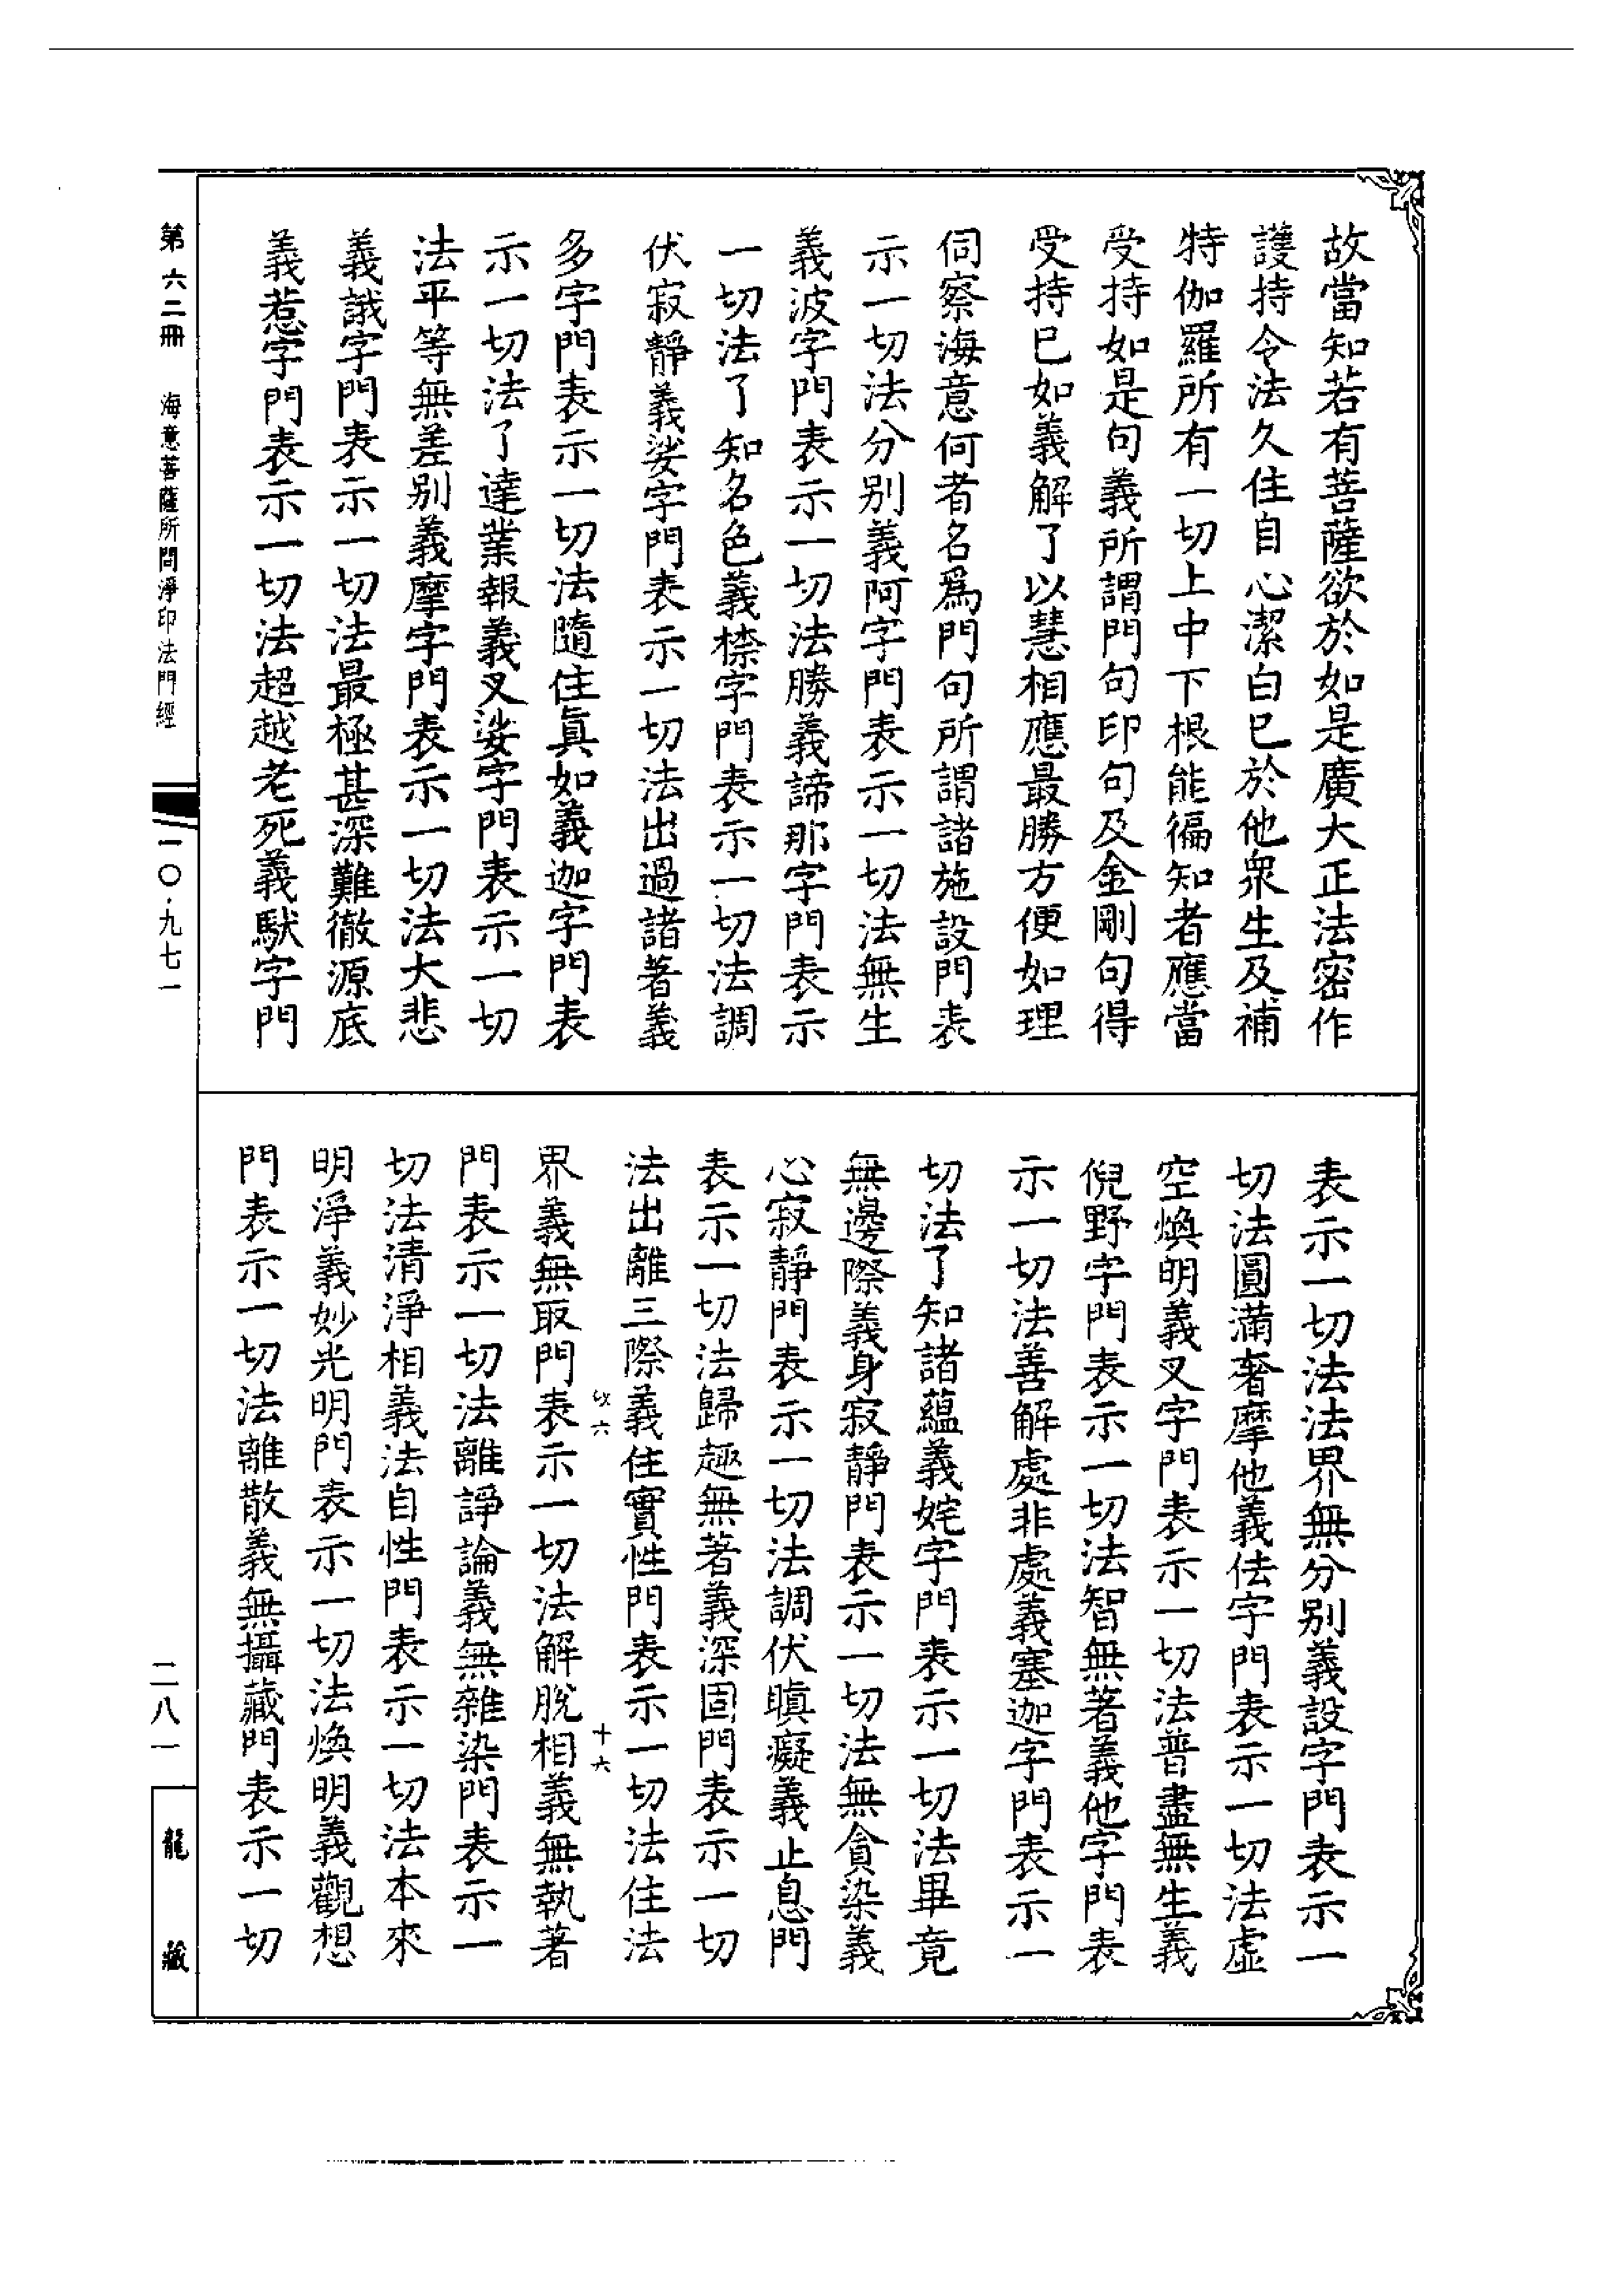 故當知若有菩薩欲於如是廣大正法密作
護持令法久住自心潔白已於他眾生及補
特伽羅所有一切上中下根能徧知者應當
受持如是句義所謂門句印句及金剛句得
受持已如義解了以慧相應最勝方便如理
伺察海意何者名為門句所謂諸施設門表
示一切法分別義阿字門表示一切法無生
義波字門表示一切法勝義諦那字門表示
一切法了知名色義㮈字門表示一切法調
伏寂靜義娑字門表示一切法出過諸著義
多字門表示一切法隨住真如義迦字門表
示一切法了達業報義叉娑字門表示一切
法平等無差別義摩字門表示一切法大悲
義誐字門表示一切法最極甚深難徹源底
義惹字門表示一切法超越老死義馱字門
表示一切法法界無分別義設字門表示一
切法圓滿奢摩他義佉字門表示一切法虛
空煥明義叉字門表示一切法普盡無生義
倪野字門表示一切法智無著義他字門表
示一切法善解處非處義塞迦字門表示一
切法了知諸蘊義姹字門表示一切法畢竟
無邊際義身寂靜門表示一切法無貪染義
心寂靜門表示一切法調伏瞋癡義止息門
表示一切法歸趣無著義深固門表示一切
法出離三際義住實性門表示一切法住法
界義無取門表示一切法解脫相義無執著
門表示一切法離諍論義無雜染門表示一
切法清淨相義法自性門表示一切法本來
明淨義妙光明門表示一切法煥明義觀想
門表示一切法離散義無攝藏門表示一切
六
十六
第六二冊 海意菩薩所問淨印法門經
一〇·九七一
二八一
龍藏